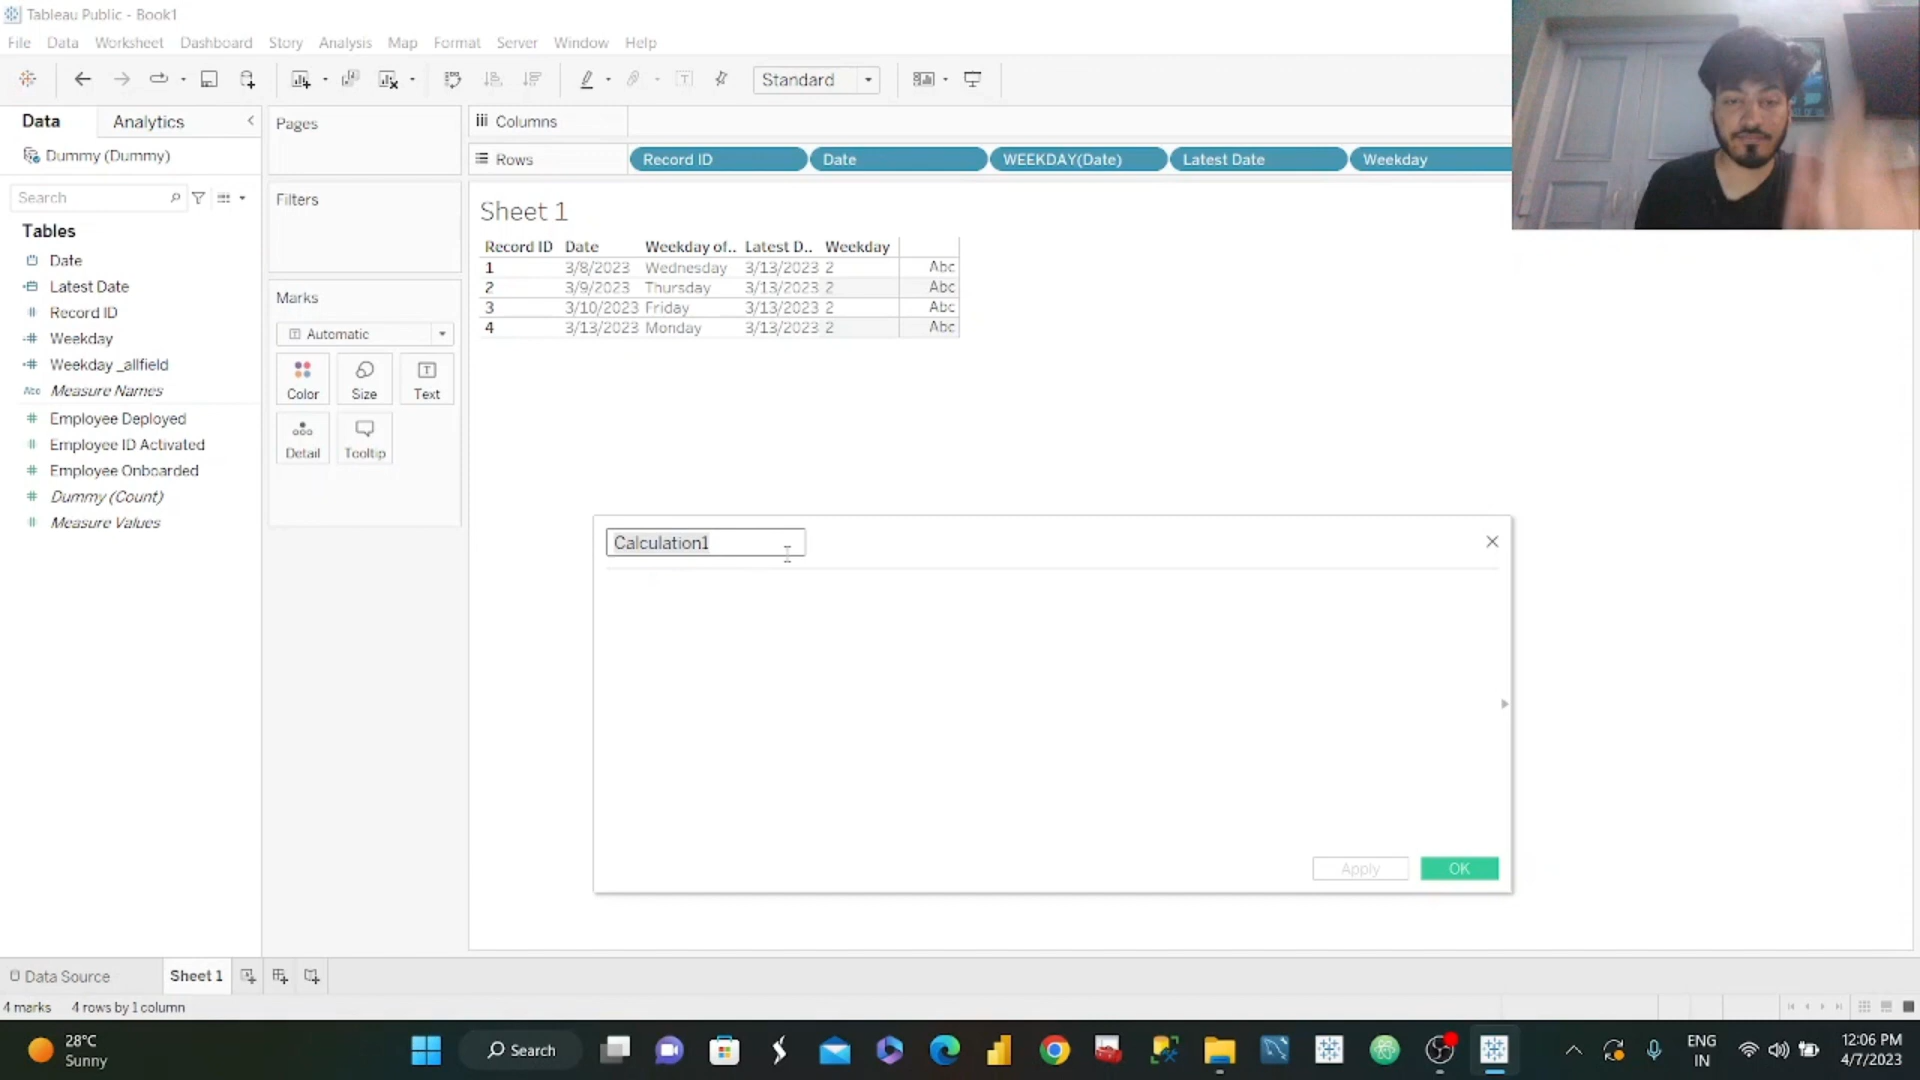 Tableau Public - Book1
File Data Worksheet Dashboard Story Analysis Map Format Server Window Help
Standard
Data Analytics
Dummy (Dummy)
Search
Tables
Date
Latest Date
Record ID
Weekday
Weekday _allfield
Abc Measure Names
Employee Deployed
Employee ID Activated
Employee Onboarded
Dummy (Count)
Measure Values
Pages
Filters
Marks
Automatic
Color Size Text
Detail Tooltip
Columns
Rows Record ID Date WEEKDAY(Date) Latest Date Weekday
Sheet 1
Record ID Date Weekday of.. Latest D.. Weekday
1 3/8/2023 Wednesday 3/13/2023 2 Abc
2 3/9/2023 Thursday 3/13/2023 2 Abc
3 3/10/2023 Friday 3/13/2023 2 Abc
4 3/13/2023 Monday 3/13/2023 2 Abc
Calculation1
Apply OK
Data Source Sheet 1
4 marks 4 rows by 1 column
28°C
Sunny
Search
ENG
IN
12:06 PM
4/7/2023